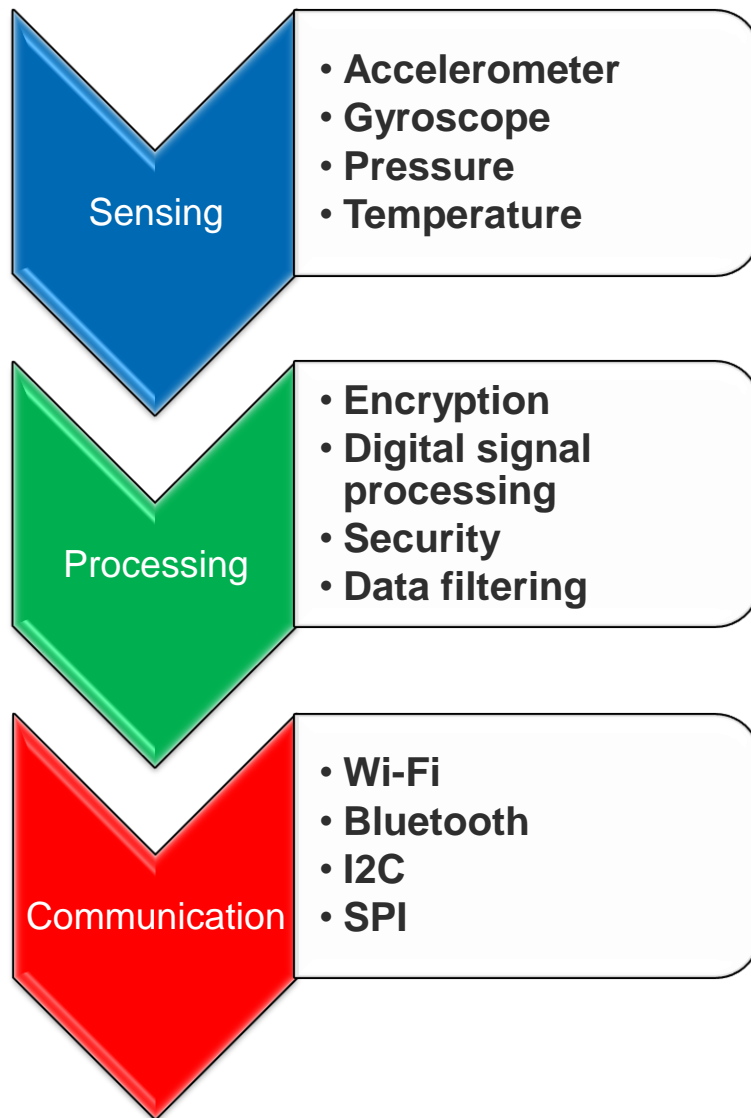 Sensing
• Accelerometer
• Gyroscope
• Pressure
• Temperature
Processing
• Encryption
• Digital signal
processing
• Security
• Data filtering
Communication
• Wi-Fi
• Bluetooth
• I2C
• SPI